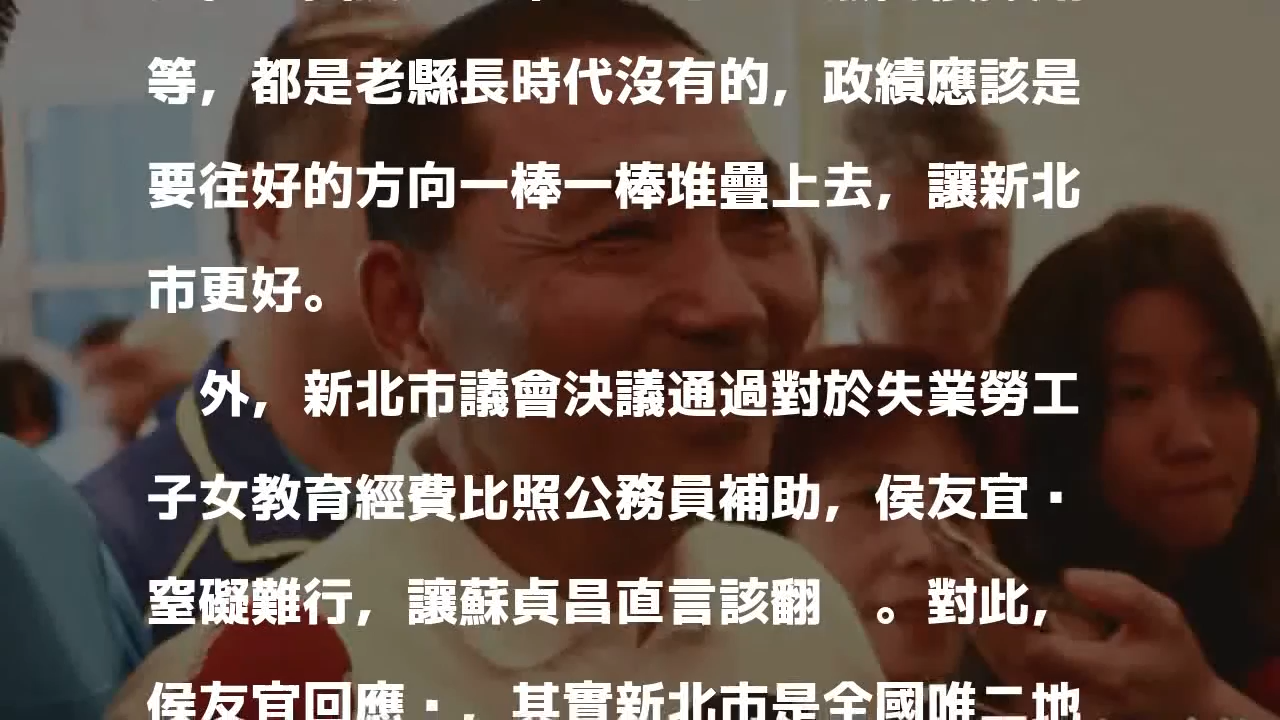 等，都是老縣長時代沒有的，政績應該是
要往好的方向一棒一棒堆疊上去，讓新北
市更好。
外，新北市議會決議通過對於失業勞工
子女教育經費比照公務員補助，侯友宜·
窒礙難行，讓蘇貞昌直言該翻　。對此，
侯友宜回應·，其實新北市是全國唯二地